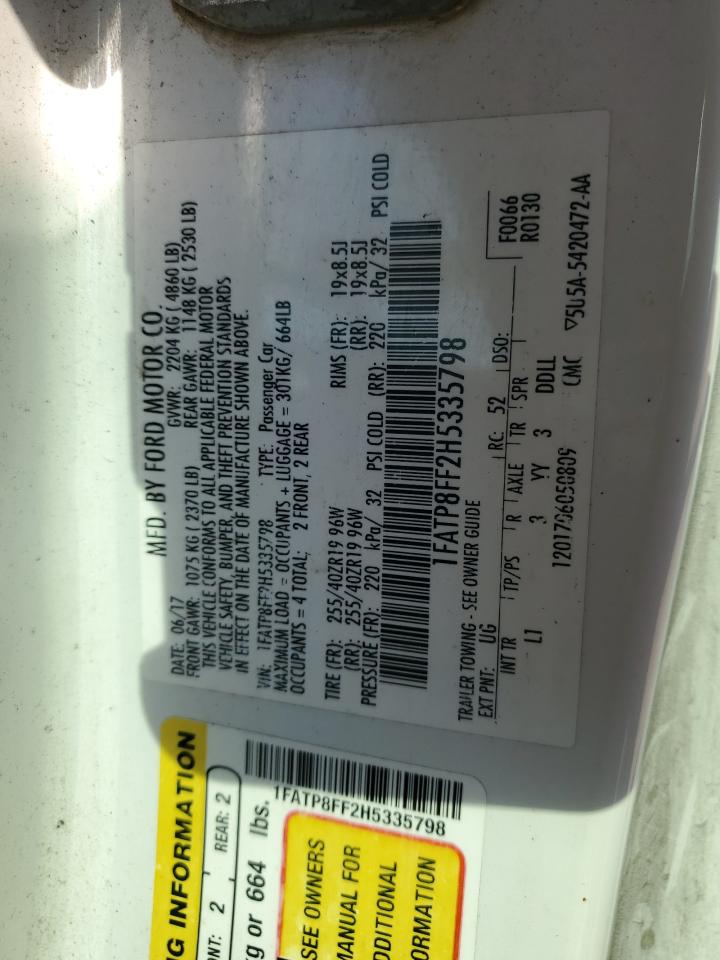 MFD. BY FORD MOTOR CO.
DATE: 06/17 GVWR: 2204 KG ( 4860 LB)
FRONT GAWR: 1075 KG ( 2370 LB) REAR GAWR: 1148 KG ( 2530 LB)
THIS VEHICLE CONFORMS TO ALL APPLICABLE FEDERAL MOTOR
VEHICLE SAFETY, BUMPER, AND THEFT PREVENTION STANDARDS
IN EFFECT ON THE DATE OF MANUFACTURE SHOWN ABOVE.
VIN: 1FATP8FF2H5335798 TYPE: Passenger Car
MAXIMUM LOAD = OCCUPANTS + LUGGAGE = 301KG/ 664LB
OCCUPANTS = 4 TOTAL; 2 FRONT, 2 REAR
TIRE (FR): 255/40ZR19 96W RIMS (FR): 19x8.5J
(RR): 255/40ZR19 96W (RR): 19x8.5J
PRESSURE (FR): 220 kPa/ 32 PSI COLD (RR): 220 kPa/ 32 PSI COLD
1FATP8FF2H5335798
TRAILER TOWING - SEE OWNER GUIDE
EXT PNT: UG RC: 52 DSO: F0066
R0130
INT TR TP/PS R AXLE TR SPR
LJ 3 YY 3 DDLL
12017060508 CMC ▽5U5A-5420472-AA
NG INFORMATION
NT: 2 REAR: 2
kg or 664 lbs.
1FATP8FF2H5335798
SEE OWNERS
MANUAL FOR
DDITIONAL
ORMATION